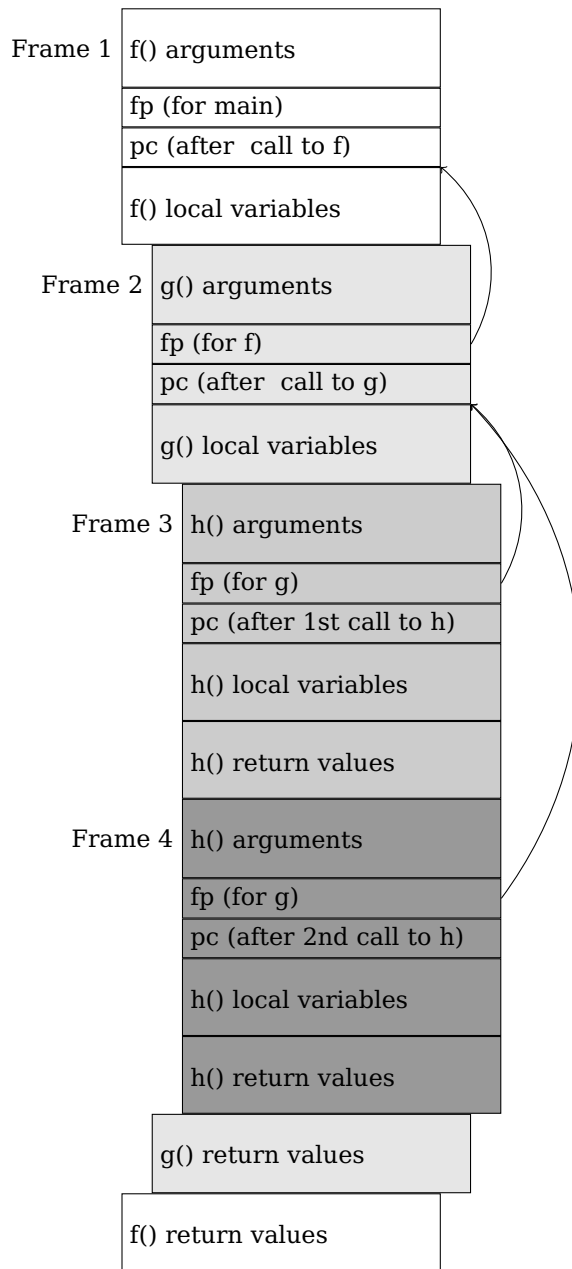 Frame 1
f() arguments
fp (for main)
pc (after  call to f)
f() local variables
Frame 2
g() arguments
fp (for f)
pc (after  call to g)
g() local variables
Frame 3
h() arguments
fp (for g)
pc (after 1st call to h)
h() local variables
h() return values
Frame 4
h() arguments
fp (for g)
pc (after 2nd call to h)
h() local variables
h() return values
g() return values
f() return values